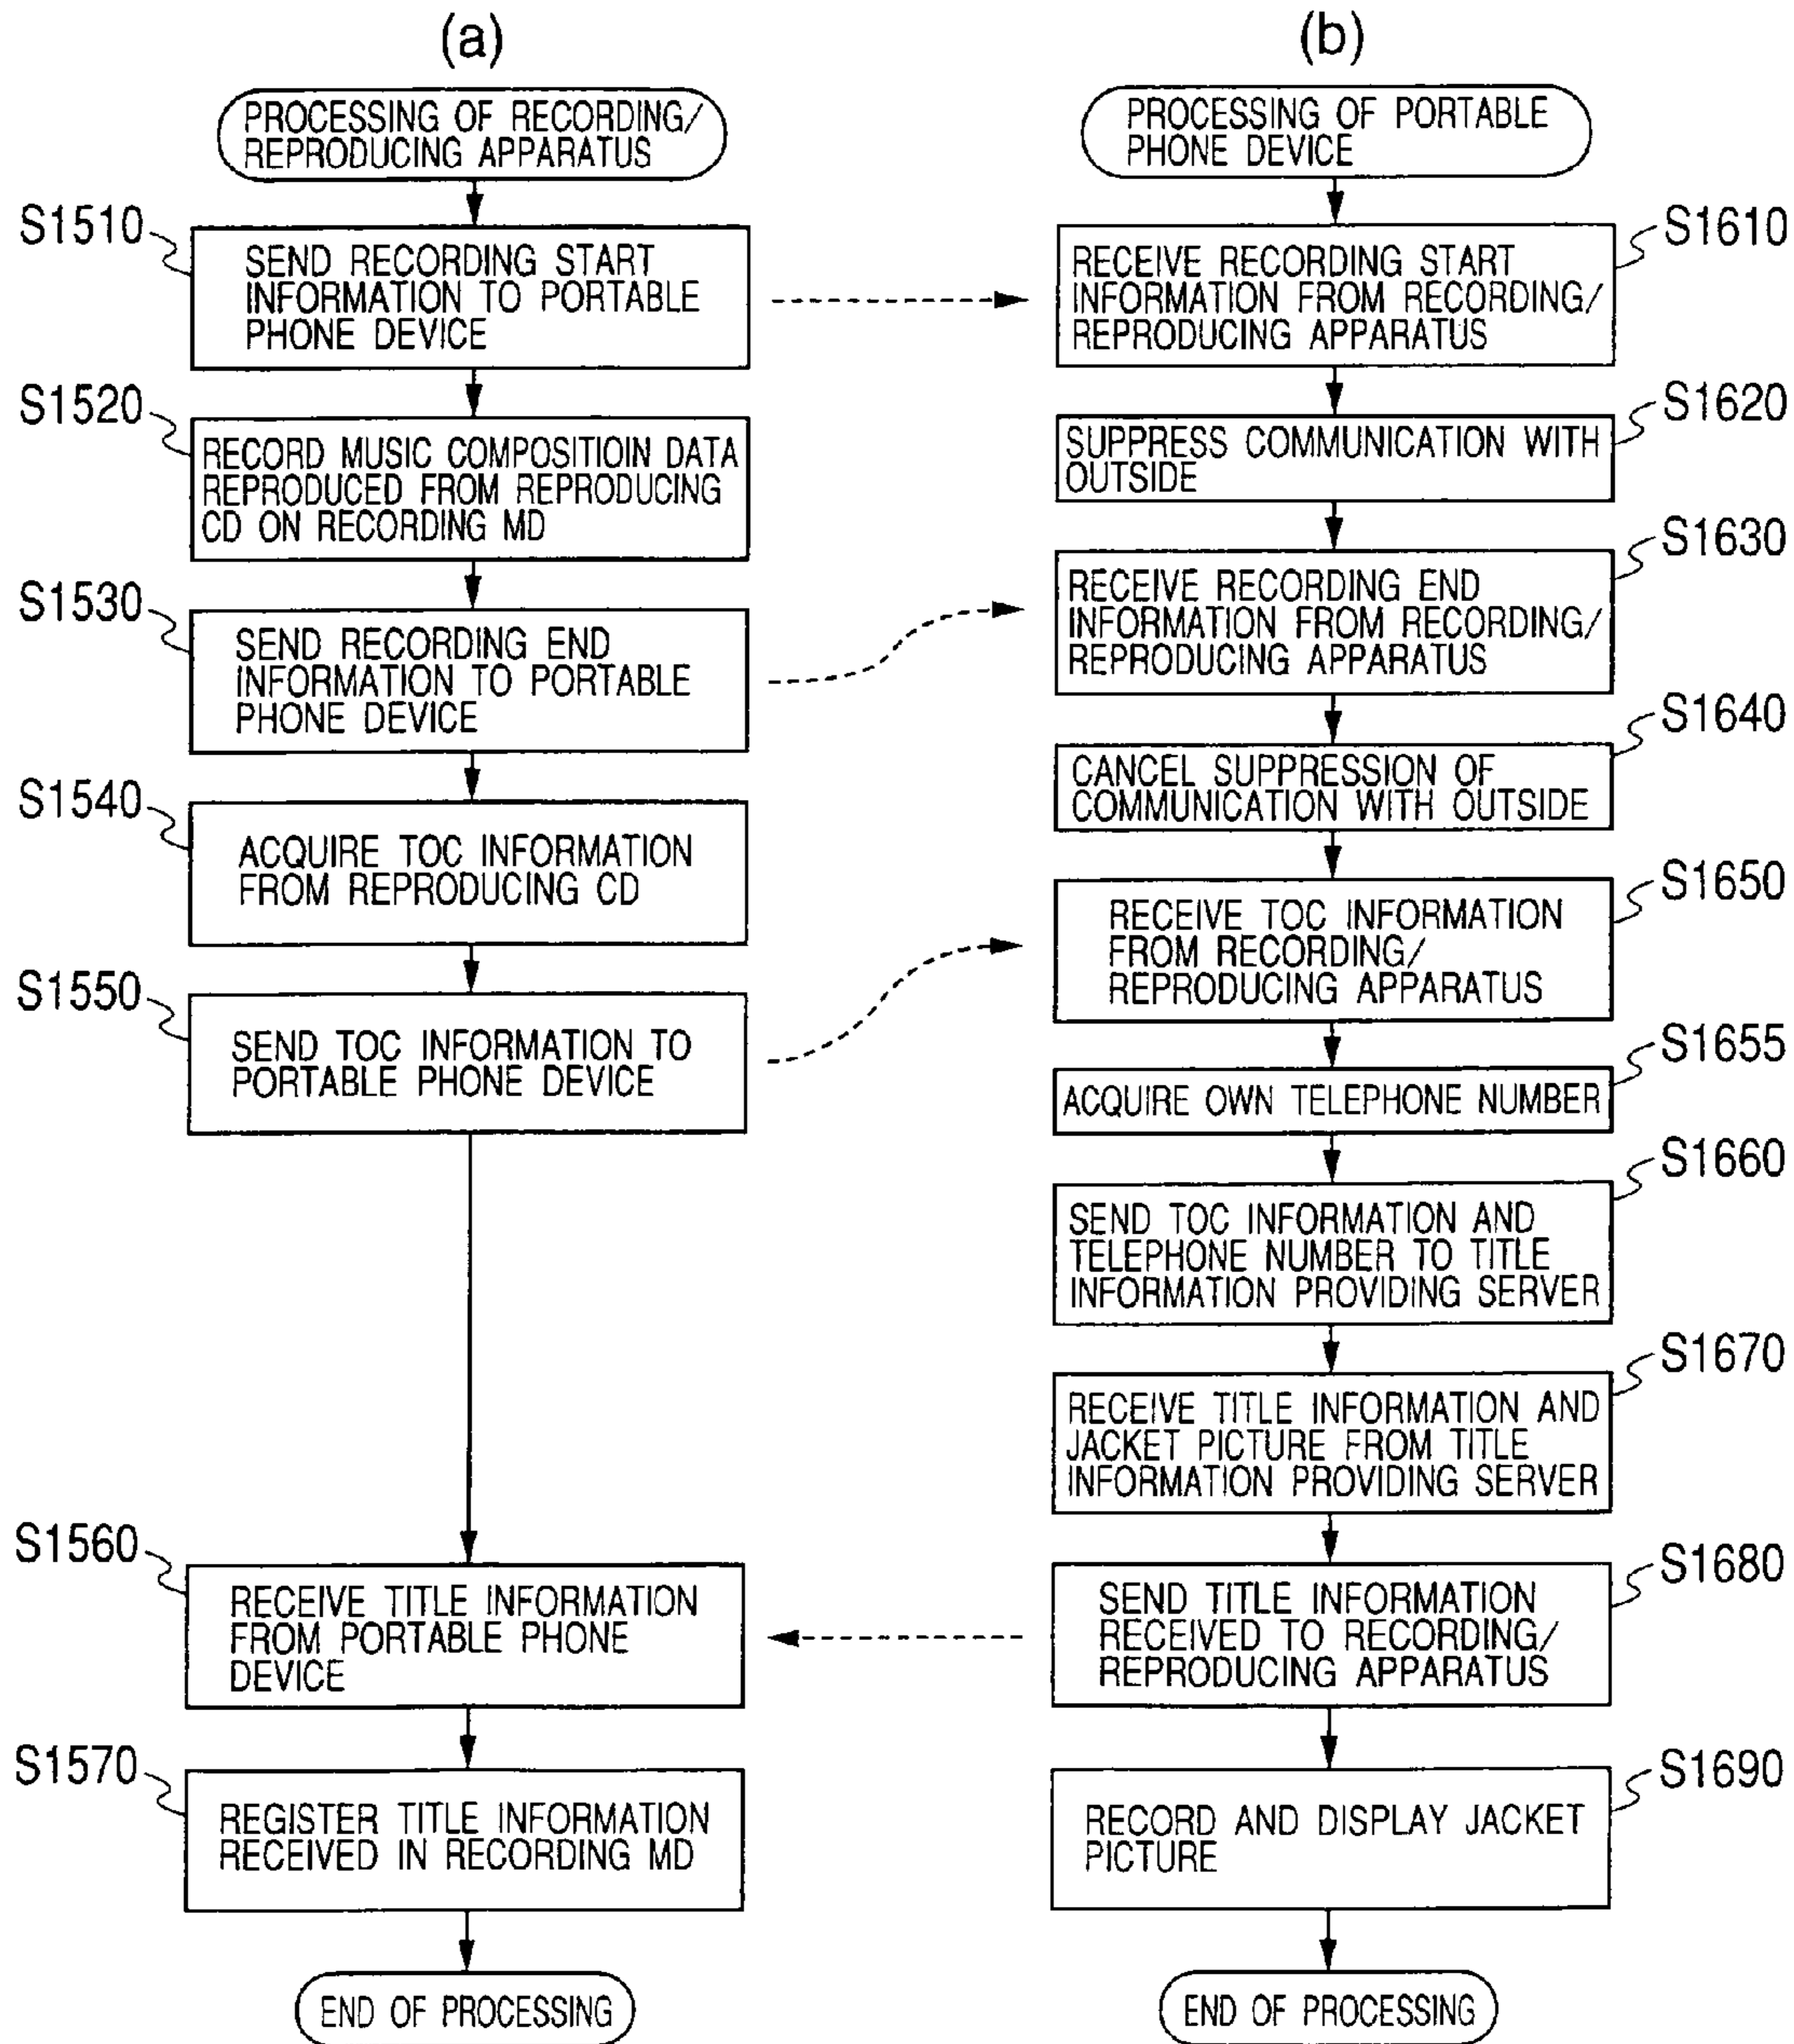 (a)
PROCESSING OF RECORDING/
REPRODUCING APPARATUS
S1510
SEND RECORDING START
INFORMATION TO PORTABLE
PHONE DEVICE
S1520
RECORD MUSIC COMPOSITIOIN DATA
REPRODUCED FROM REPRODUCING
CD ON RECORDING MD
S1530
SEND RECORDING END
INFORMATION TO PORTABLE
PHONE DEVICE
S1540
ACQUIRE TOC INFORMATION
FROM REPRODUCING CD
S1550
SEND TOC INFORMATION TO
PORTABLE PHONE DEVICE
S1560
RECEIVE TITLE INFORMATION
FROM PORTABLE PHONE
DEVICE
S1570
REGISTER TITLE INFORMATION
RECEIVED IN RECORDING MD
END OF PROCESSING
(b)
PROCESSING OF PORTABLE
PHONE DEVICE
S1610
RECEIVE RECORDING START
INFORMATION FROM RECORDING/
REPRODUCING APPARATUS
S1620
SUPPRESS COMMUNICATION WITH
OUTSIDE
S1630
RECEIVE RECORDING END
INFORMATION FROM RECORDING/
REPRODUCING APPARATUS
S1640
CANCEL SUPPRESSION OF
COMMUNICATION WITH OUTSIDE
S1650
RECEIVE TOC INFORMATION
FROM RECORDING/
REPRODUCING APPARATUS
S1655
ACQUIRE OWN TELEPHONE NUMBER
S1660
SEND TOC INFORMATION AND
TELEPHONE NUMBER TO TITLE
INFORMATION PROVIDING SERVER
S1670
RECEIVE TITLE INFORMATION AND
JACKET PICTURE FROM TITLE
INFORMATION PROVIDING SERVER
S1680
SEND TITLE INFORMATION
RECEIVED TO RECORDING/
REPRODUCING APPARATUS
S1690
RECORD AND DISPLAY JACKET
PICTURE
END OF PROCESSING